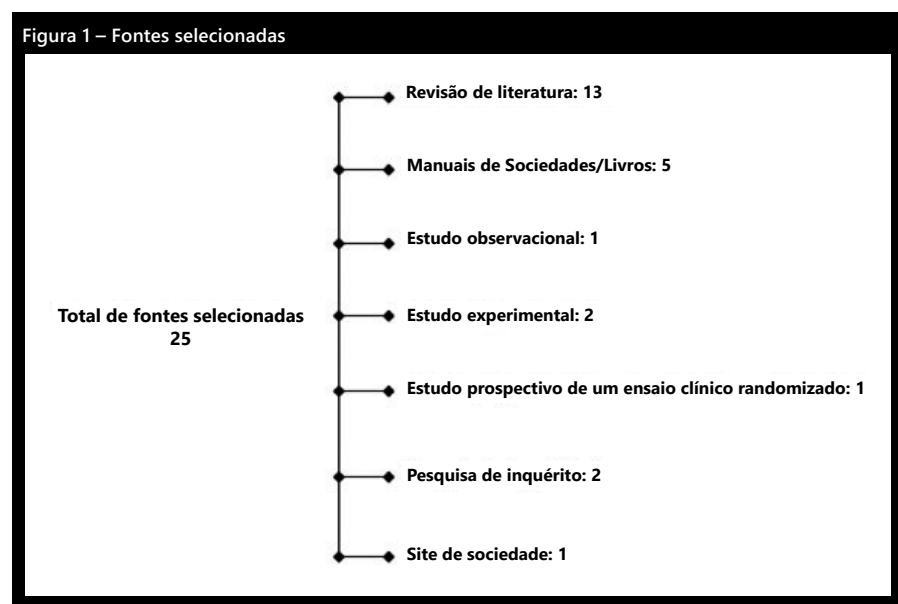 Figura 1 – Fontes selecionadas
Revisão de literatura: 13
Manuais de Sociedades/Livros: 5
Estudo observacional: 1
Total de fontes selecionadas
25
Estudo experimental: 2
Estudo prospectivo de um ensaio clínico randomizado: 1
Pesquisa de inquérito: 2
Site de sociedade: 1